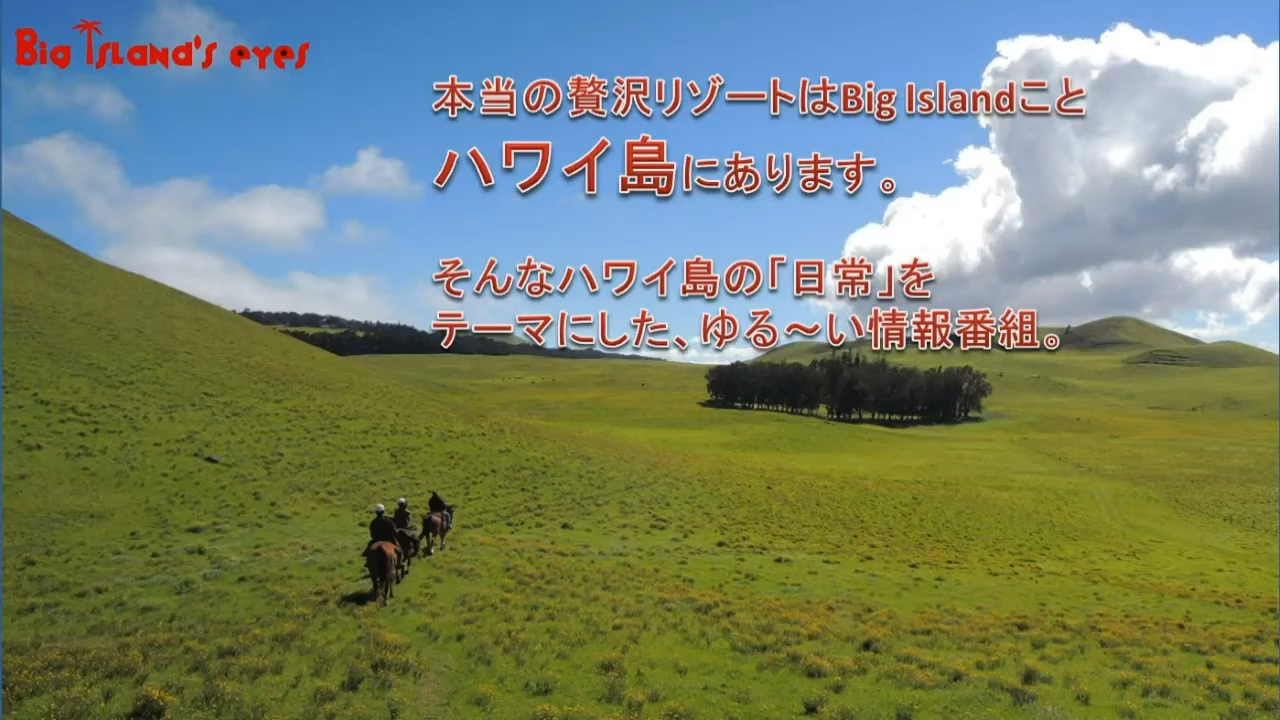 Big Island's eyes
本当の贅沢リゾートはBig Islandこと
ハワイ島にあります。
そんなハワイ島の「日常」を
テーマにした、ゆる～い情報番組。